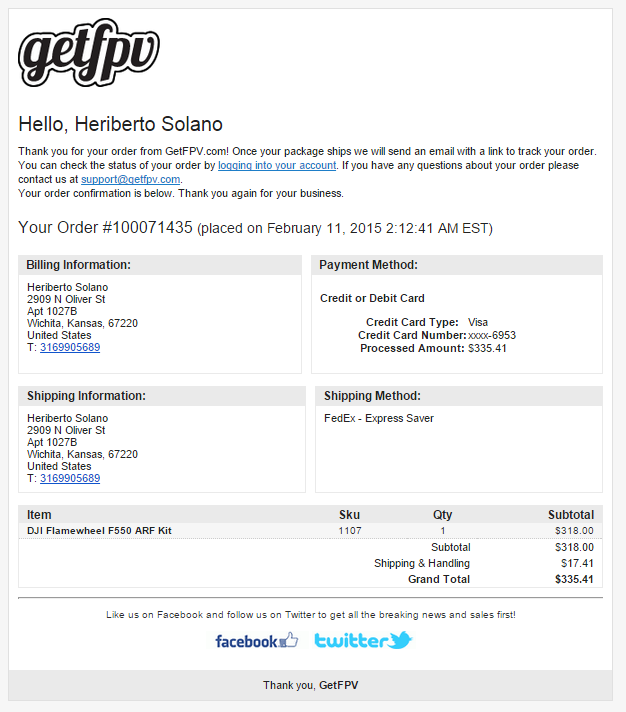 getfpv
Hello, Heriberto Solano
Thank you for your order from GetFPV.com! Once your package ships we will send an email with a link to track your order.
You can check the status of your order by logging into your account. If you have any questions about your order please
contact us at support@getfpv.com.
Your order confirmation is below. Thank you again for your business.
Your Order #100071435 (placed on February 11, 2015 2:12:41 AM EST)
Billing Information:
Heriberto Solano
2909 N Oliver St
Apt 1027B
Wichita, Kansas, 67220
United States
T: 3169905689
Payment Method:
Credit or Debit Card
Credit Card Type: Visa
Credit Card Number: xxxx-6953
Processed Amount: $335.41
Shipping Information:
Heriberto Solano
2909 N Oliver St
Apt 1027B
Wichita, Kansas, 67220
United States
T: 3169905689
Shipping Method:
FedEx - Express Saver
Item Sku Qty Subtotal
DJI Flamewheel F550 ARF Kit 1107 1 $318.00
Subtotal $318.00
Shipping & Handling $17.41
Grand Total $335.41
Like us on Facebook and follow us on Twitter to get all the breaking news and sales first!
facebook twitter
Thank you, GetFPV